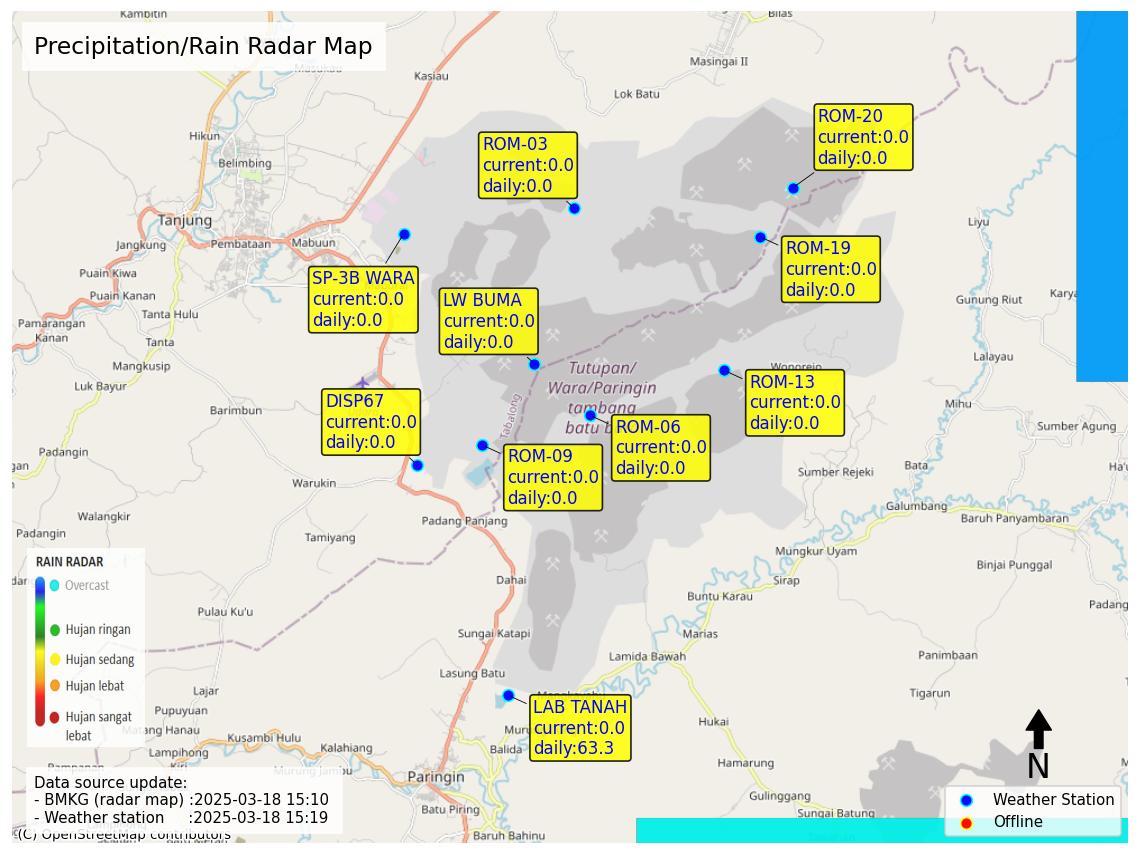 Kambitin
Bilas
Precipitation/Rain Radar Map
Masukau
Kasiau
Masingai II
Lok Batu
ROM-20
current:0.0
daily:0.0
Hikun
ROM-03
current:0.0
daily:0.0
Belimbing
Tanjung
Liyu
Jangkung
Pembataan
Mabuun
ROM-19
current:0.0
daily:0.0
Puain Kiwa
SP-3B WARA
current:0.0
daily:0.0
Puain Kanan
LW BUMA
current:0.0
daily:0.0
Gunung Riut
Karya
Tanta Hulu
Pamarangan
Kanan
Tanta
Lalayau
Mangkusip
Tutupan/
Wara/Paringin
tambang
batu b
Wonorejo
Luk Bayur
ROM-13
current:0.0
daily:0.0
DISP67
current:0.0
daily:0.0
Barimbun
Tabalong
Mihu
ROM-06
current:0.0
daily:0.0
Sumber Agung
Padangin
ROM-09
current:0.0
daily:0.0
gan
Bata
Sumber Rejeki
Warukin
Galumbang
Walangkir
Padang Panjang
Baruh Panyambaran
Padangin
Tamiyang
Mungkur Uyam
RAIN RADAR
Overcast
Hujan ringan
Hujan sedang
Hujan lebat
Hujan sangat
lebat
Binjai Punggal
Dahai
Sirap
Buntu Karau
Padang
Pulau Ku'u
Sungai Katapi
Marias
Lamida Bawah
Panimbaan
Lasung Batu
Lajar
Tigarun
LAB TANAH
current:0.0
daily:63.3
Puyuyuan
Hukai
Matang Hanau
Muru
Kusambi Hulu
Kalahiang
Balida
Lampihong
N
Hamarung
Murung Jambu
Paringin
Data source update:
- BMKG (radar map) :2025-03-18 15:10
- Weather station :2025-03-18 15:19
Gulinggang
Weather Station
Offline
Batu Piring
Sungai Batung
(C) OpenStreetMap contributors
Baruh Bahinu